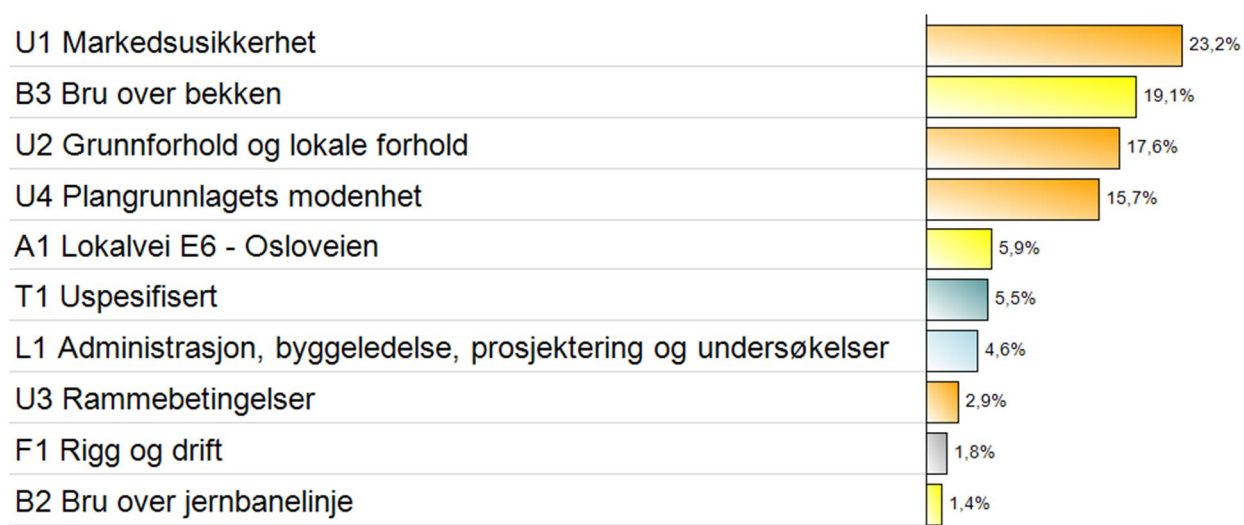 U1 Markedsusikkerhet 23,2%
B3 Bru over bekken 19,1%
U2 Grunnforhold og lokale forhold 17,6%
U4 Plangrunnlagets modenhet 15,7%
A1 Lokalvei E6 - Osloveien 5,9%
T1 Uspesifisert 5,5%
L1 Administrasjon, byggeledelse, prosjektering og undersøkelser 4,6%
U3 Rammebetingelser 2,9%
F1 Rigg og drift 1,8%
B2 Bru over jernbanelinje 1,4%